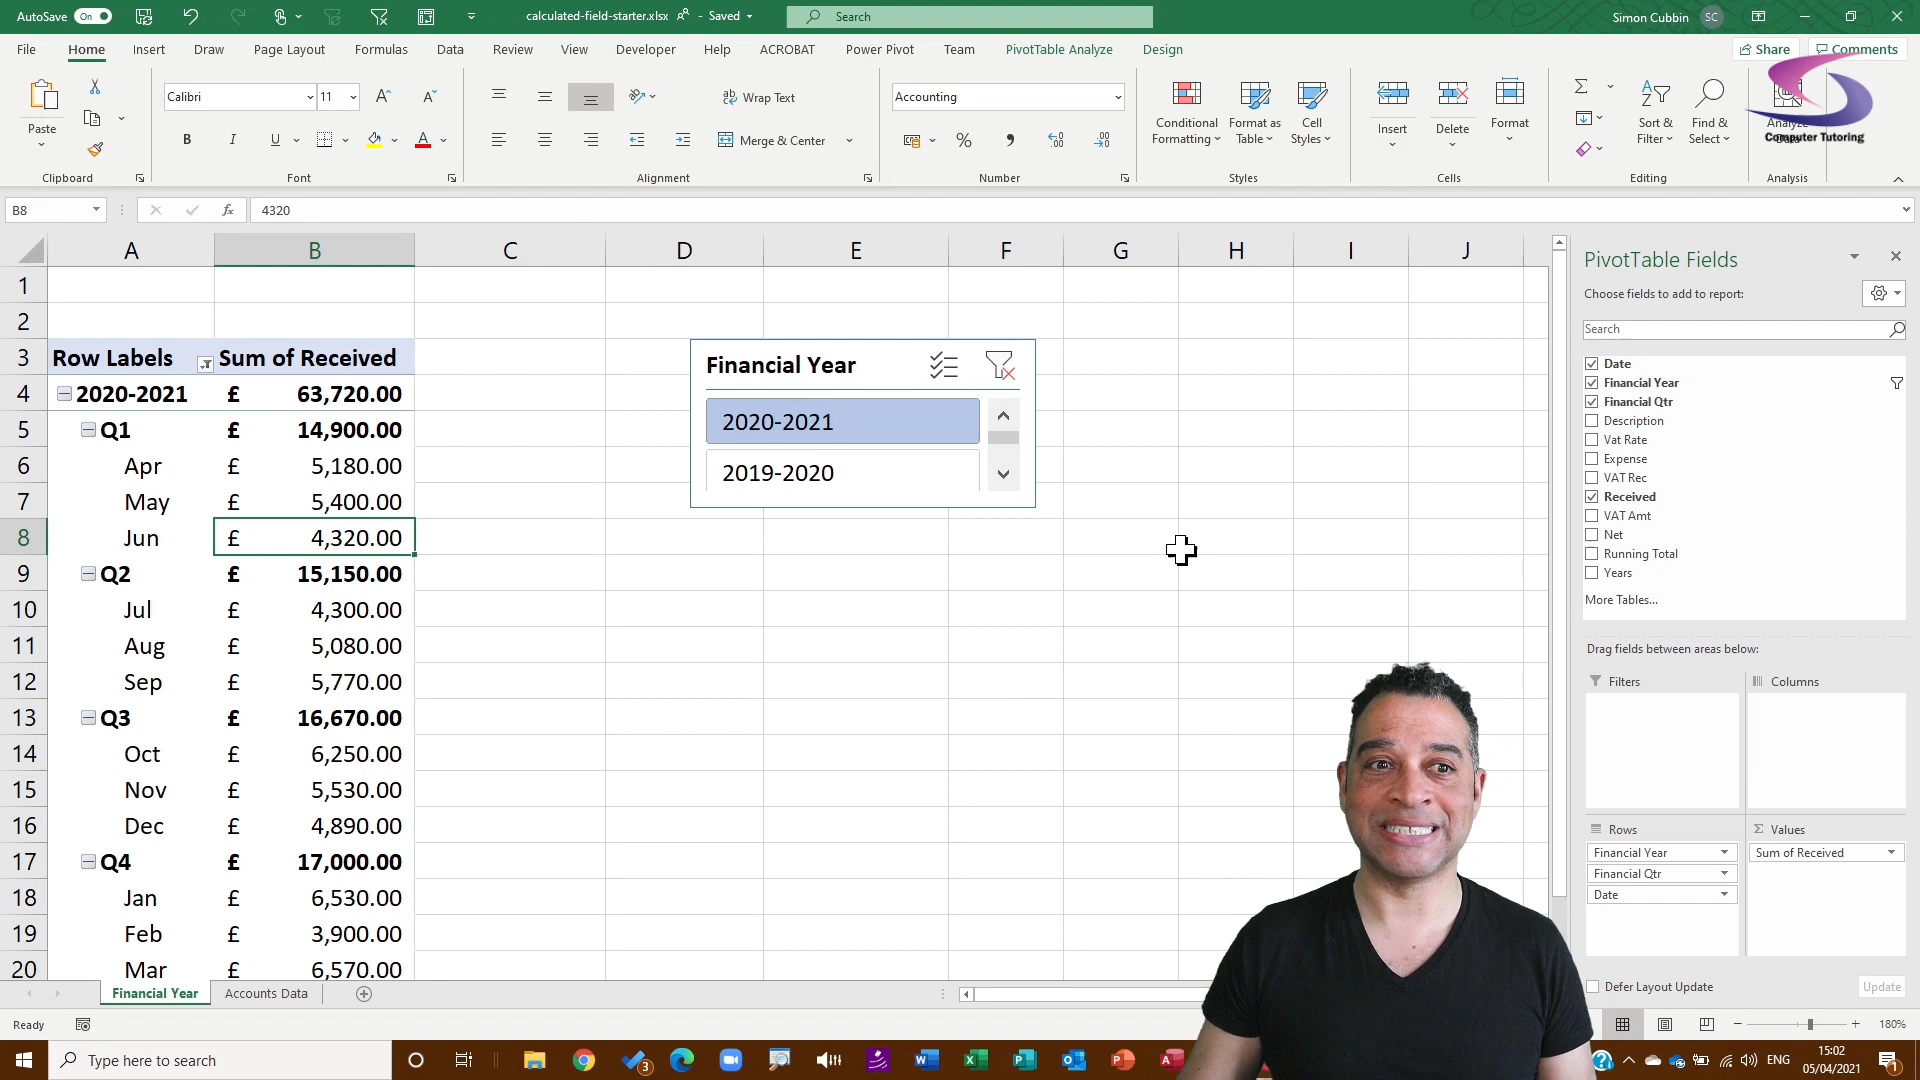 AutoSave On calculated-field-starter.xlsx - Saved Search Simon Cubbin SC
File Home Insert Draw Page Layout Formulas Data Review View Developer Help ACROBAT Power Pivot Team PivotTable Analyze Design Share Comments
Paste
Calibri 11
B I U
Wrap Text
Merge & Center
Accounting
Conditional Formatting
Format as Table
Cell Styles
Insert
Delete
Format
Sort & Filter
Find & Select
Computer Tutoring
Clipboard Font Alignment Number Styles Cells Editing Analysis
B8 fx 4320
A B C D E F G H I J
1
2
3 Row Labels Sum of Received
4 2020-2021 £ 63,720.00
5 Q1 £ 14,900.00
6 Apr £ 5,180.00
7 May £ 5,400.00
8 Jun £ 4,320.00
9 Q2 £ 15,150.00
10 Jul £ 4,300.00
11 Aug £ 5,080.00
12 Sep £ 5,770.00
13 Q3 £ 16,670.00
14 Oct £ 6,250.00
15 Nov £ 5,530.00
16 Dec £ 4,890.00
17 Q4 £ 17,000.00
18 Jan £ 6,530.00
19 Feb £ 3,900.00
20 Mar £ 6,570.00
Financial Year
2020-2021
2019-2020
PivotTable Fields
Choose fields to add to report:
Search
Date
Financial Year
Financial Qtr
Description
Vat Rate
Expense
VAT Rec
Received
VAT Amt
Net
Running Total
Years
More Tables...
Drag fields between areas below:
Filters
Columns
Rows
Financial Year
Financial Qtr
Date
Values
Sum of Received
Defer Layout Update Update
Financial Year Accounts Data
Ready 180%
Type here to search
3
ENG
15:02
05/04/2021
1